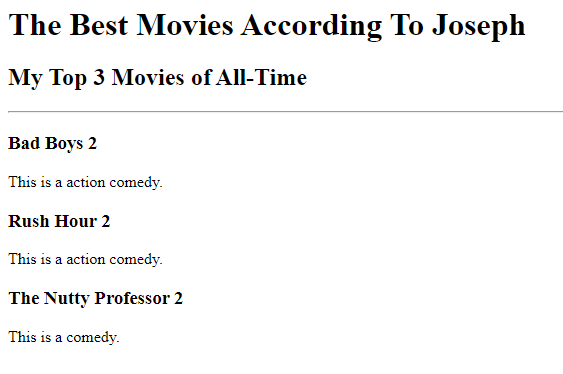 The Best Movies According To Joseph
My Top 3 Movies of All-Time
Bad Boys 2
This is a action comedy.
Rush Hour 2
This is a action comedy.
The Nutty Professor 2
This is a comedy.